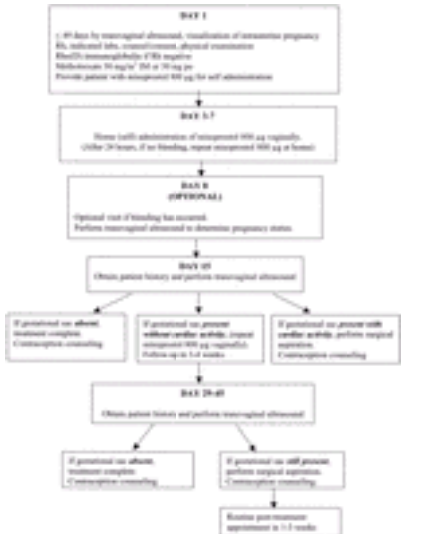 DAY 1
≤ 49 days by transvaginal ultrasound, visualization of intrauterine pregnancy
Rh, indicated labs, counsel/consent, physical examination
Rho(D) immunoglobulin if Rh negative
Methotrexate 50 mg/m² IM or 50 mg po
Provide patient with misoprostol 800 µg for self administration
DAY 3-7
Home (self) administration of misoprostol 800 µg vaginally.
(After 24 hours, if no bleeding, repeat misoprostol 800 µg at home)
DAY 8
(OPTIONAL)
Optional visit if bleeding has occurred.
Perform transvaginal ultrasound to determine pregnancy status.
DAY 15
Obtain patient history and perform transvaginal ultrasound
If gestational sac absent,
treatment complete.
Contraception counseling
If gestational sac present
without cardiac activity, (repeat
misoprostol 800 µg vaginally).
Follow up in weeks
If gestational sac present with
cardiac activity, perform surgical
aspiration.
Contraception counseling
DAY 29-45
Obtain patient history and perform transvaginal ultrasound
If gestational sac absent,
treatment complete.
Contraception counseling
If gestational sac still present,
perform surgical aspiration.
Contraception counseling
Routine post-treatment
appointment in weeks